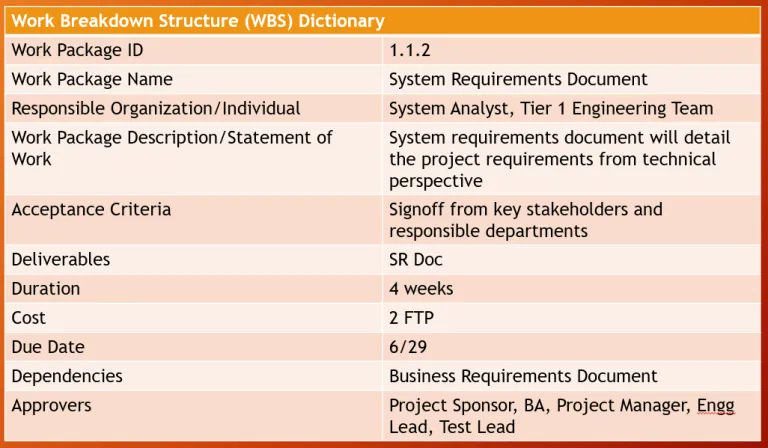 Work Breakdown Structure (WBS) Dictionary
Work Package ID 1.1.2
Work Package Name System Requirements Document
Responsible Organization/Individual System Analyst, Tier 1 Engineering Team
Work Package Description/Statement of
Work
System requirements document will detail
the project requirements from technical
perspective
Acceptance Criteria
Signoff from key stakeholders and
responsible departments
Deliverables SR Doc
Duration 4 weeks
Cost 2 FTP
Due Date 6/29
Dependencies Business Requirements Document
Approvers
Project Sponsor, BA, Project Manager, Engg
Lead, Test Lead